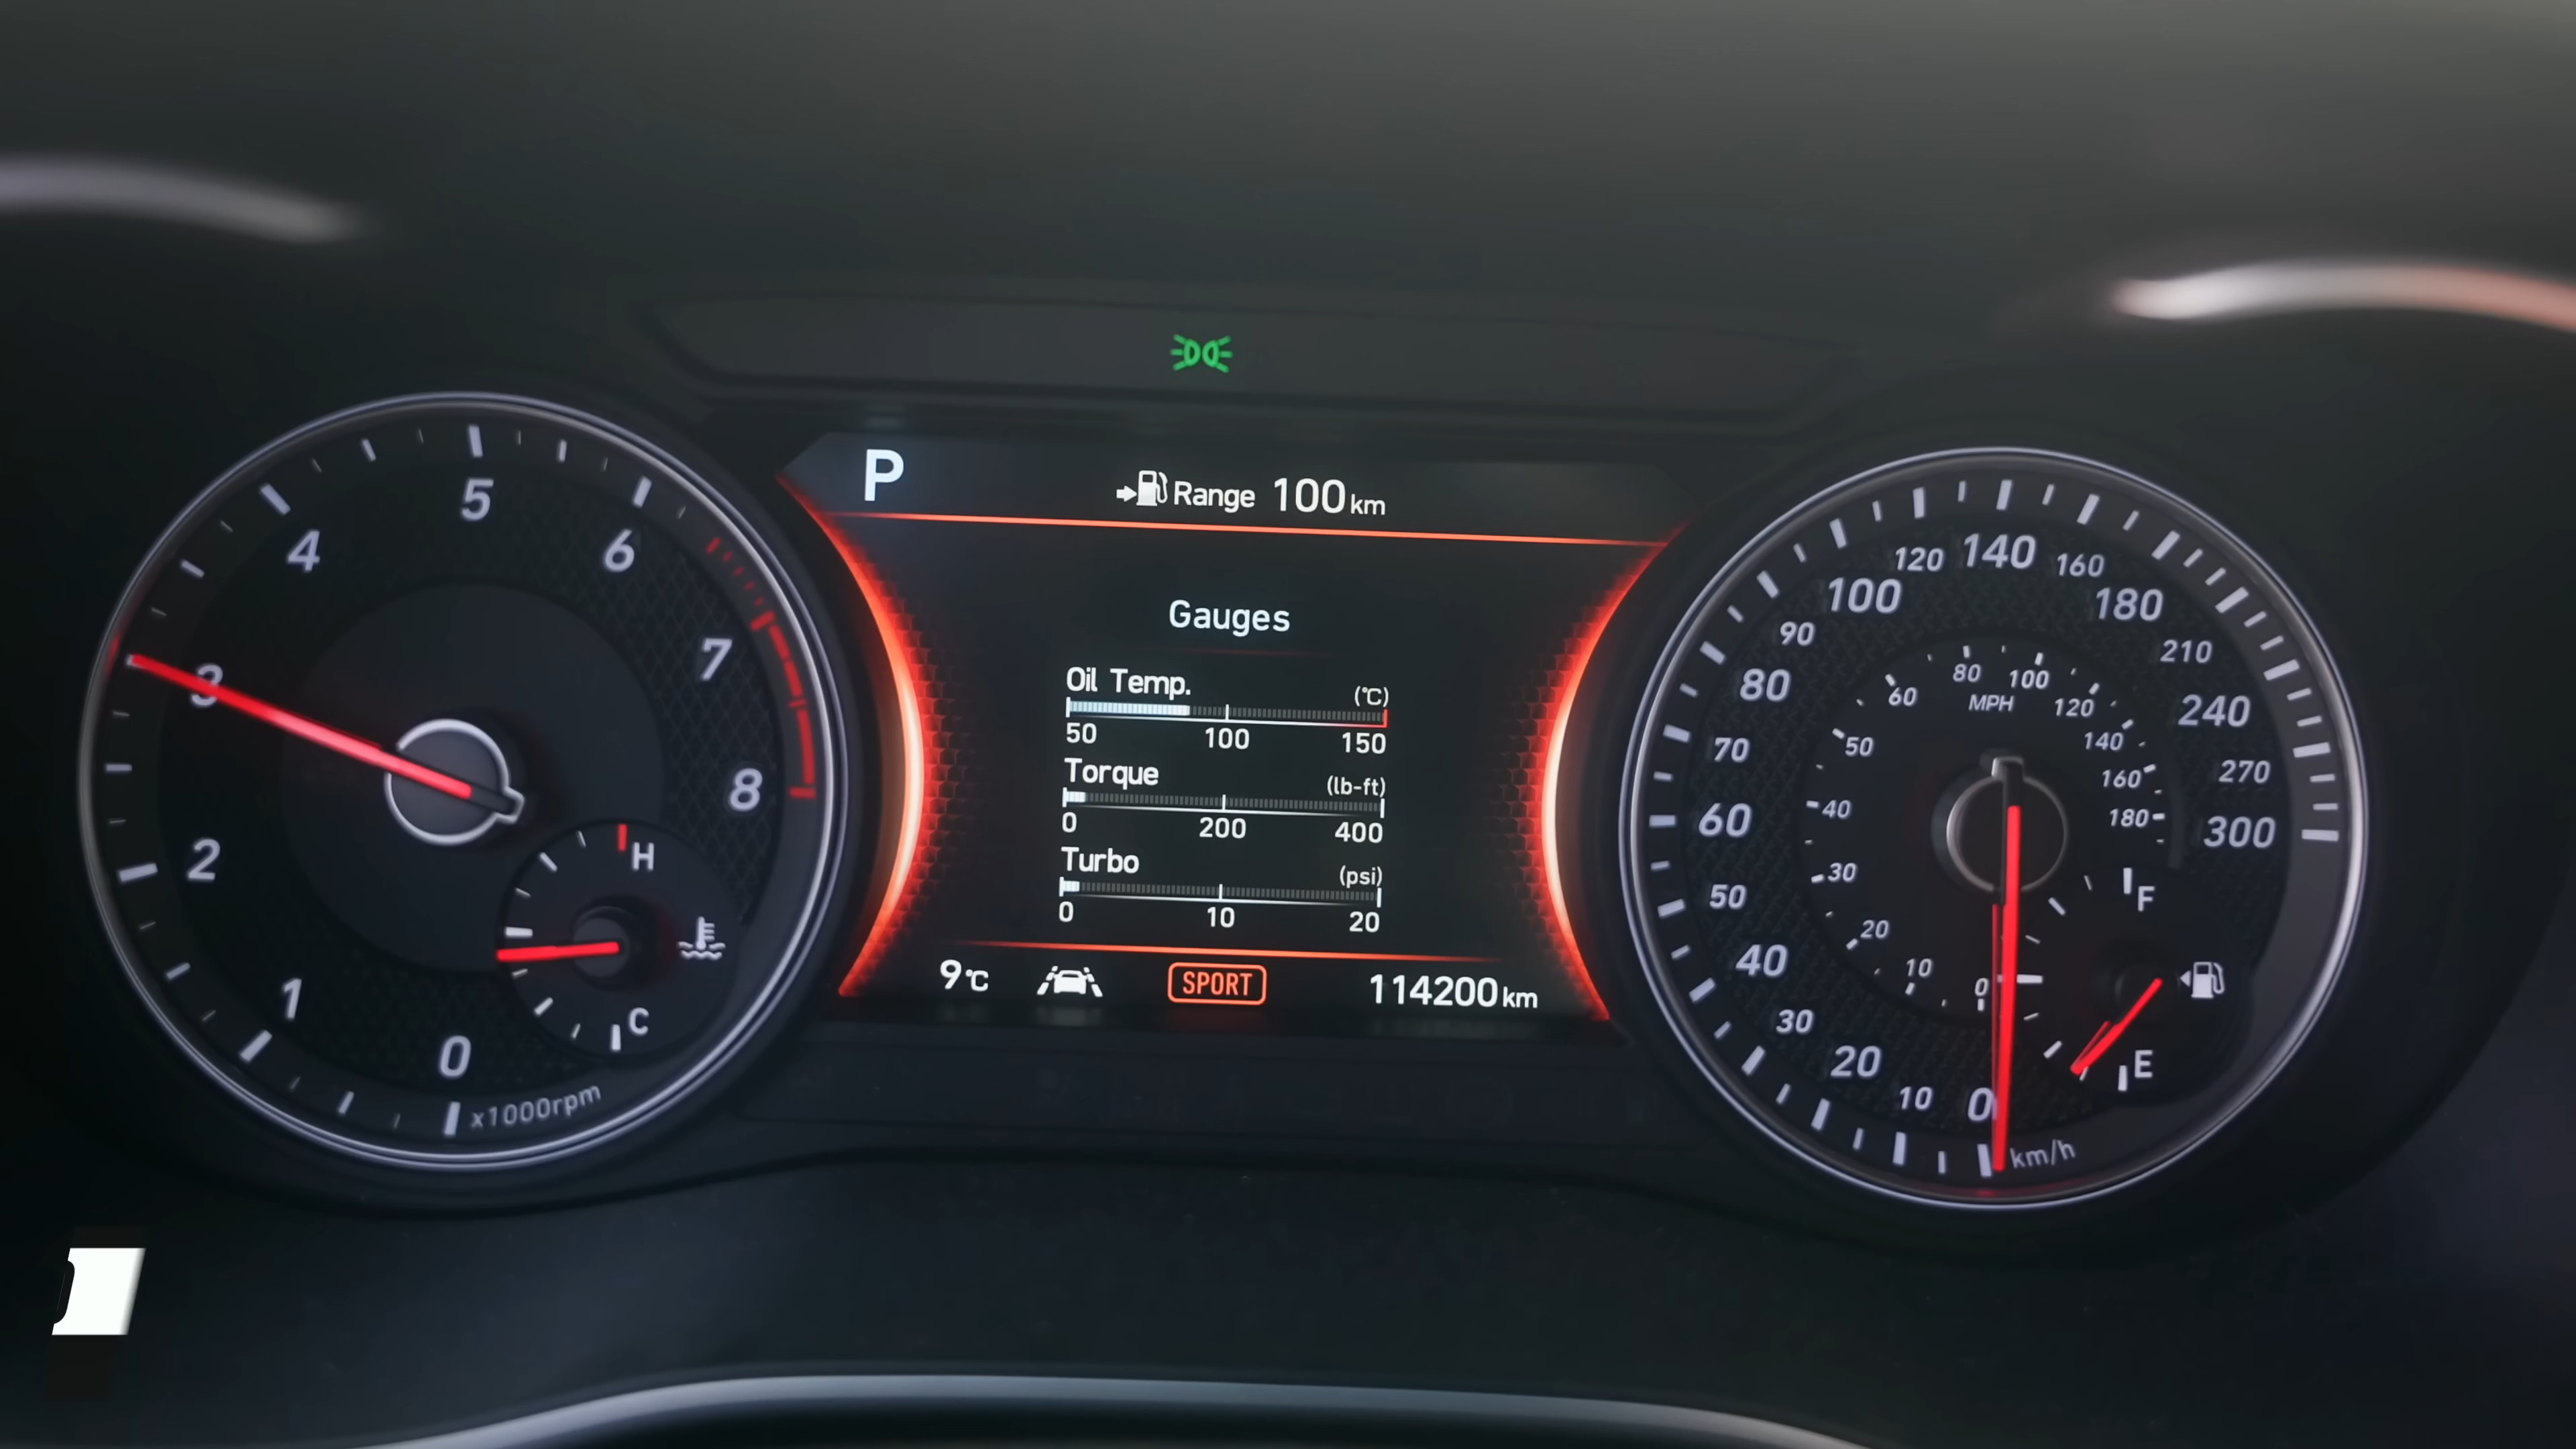 P
Range 100 km
Gauges
Oil Temp. (℃)
50 100 150
Torque (lb-ft)
0 200 400
Turbo (psi)
0 10 20
9℃
SPORT
114200 km
0
1
2
3
4
5
6
7
8
x1000rpm
H
C
0
10
20
30
40
50
60
70
80
90
100
120
140
160
180
210
240
270
300
km/h
0
10
20
30
40
50
60
80
100
120
140
160
180
MPH
F
E